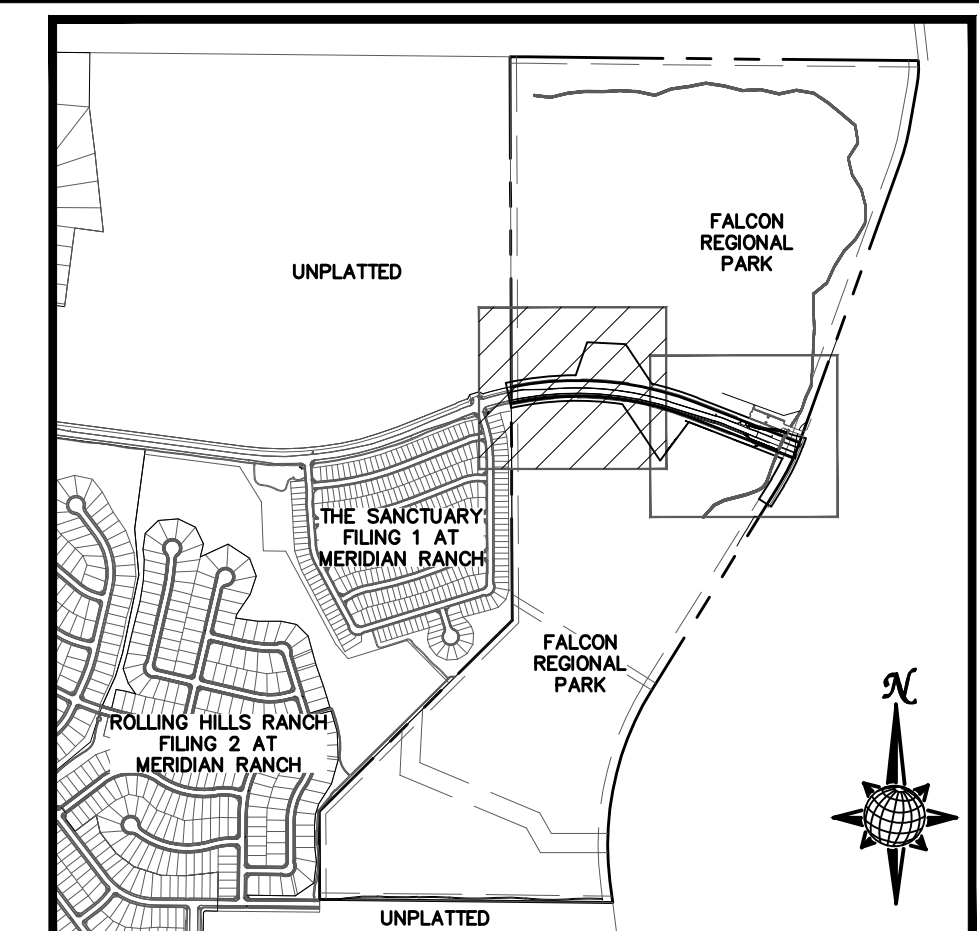 FALCON
REGIONAL
PARK
UNPLATTED
THE SANCTUARY
FILING 1 AT
MERIDIAN RANCH
FALCON
REGIONAL
PARK
N
ROLLING HILLS RANCH
FILING 2 AT
MERIDIAN RANCH
UNPLATTED